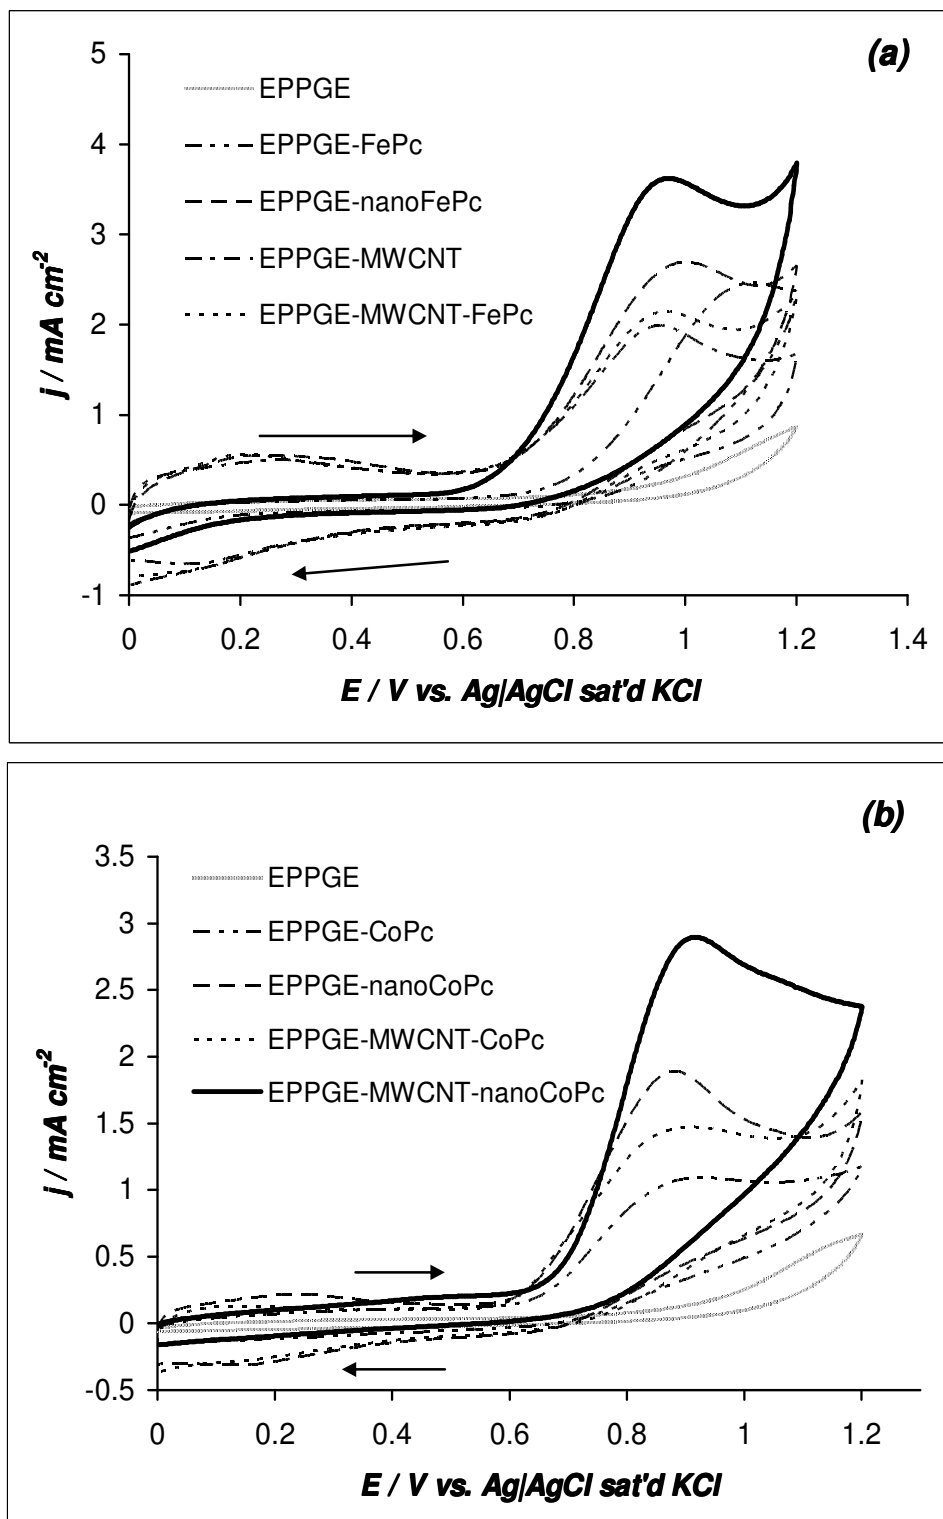 (a)
5
EPPGE
EPPGE-FePc
4
EPPGE-nanoFePc
3
EPPGE-MWCNT
2
EPPGE-MWCNT-FePc
1
0
-1
j / mA cm-2
0 0.2 0.4 0.6 0.8 1 1.2 1.4
E / V vs. Ag|AgCl sat'd KCl
(b)
3.5
EPPGE
3
EPPGE-CoPc
2.5
EPPGE-nanoCoPc
EPPGE-MWCNT-CoPc
2
EPPGE-MWCNT-nanoCoPc
1.5
1
0.5
0
-0.5
j / mA cm-2
0 0.2 0.4 0.6 0.8 1 1.2
E / V vs. Ag|AgCl sat'd KCl